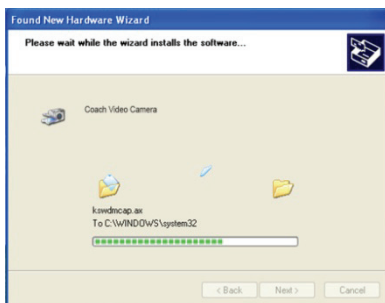 Found New Hardware Wizard
Please wait while the wizard installs the software...
Coach Video Camera
kswdmcap.ax
To C:\WINDOWS\system32
< Back
Next >
Cancel